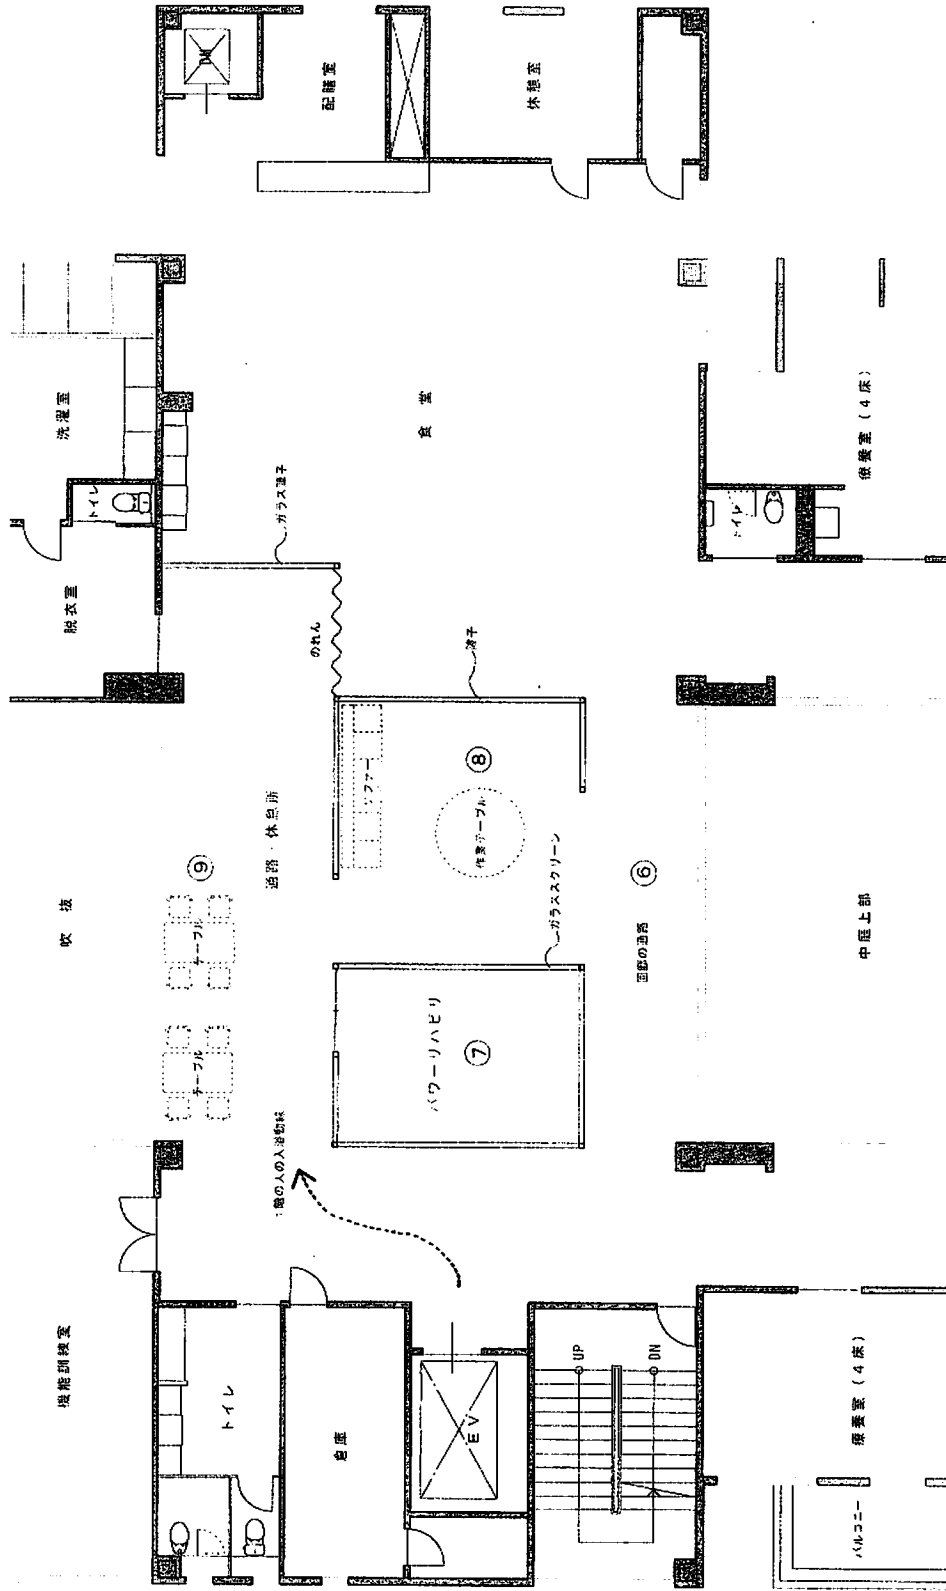 機能訓練室
吹　抜
脱衣室
洗濯室
トイレ
テーブル
テーブル
⑨
DN
トイレ
通路・休息所
1階の人の入浴動線
ガラス障子
のれん
倉庫
配膳室
ソファー
食　堂
パワーリハビリ
⑦
作業テーブル
⑧
障子
EV
ガラススクリーン
休憩室
UP
回廊の通路
⑥
DN
トイレ
療養室(4床)
バルコニー
中庭上部
療養室(4床)